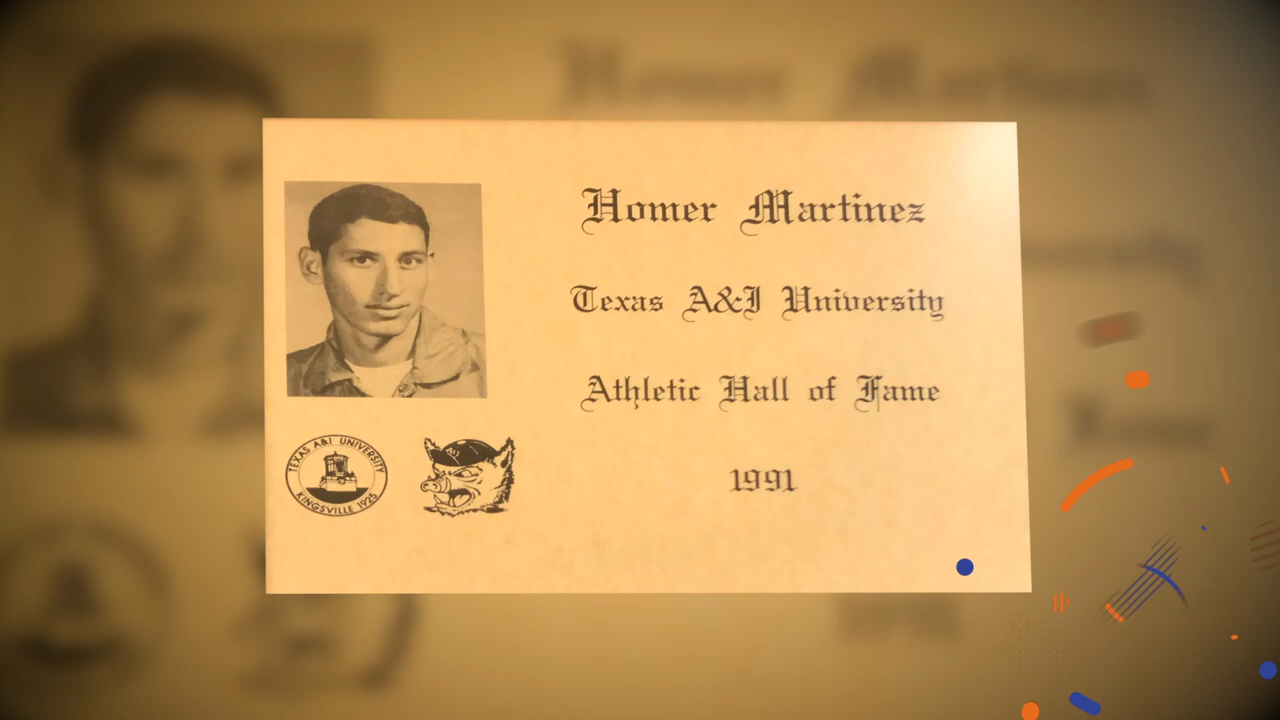 Homer Martinez
Texas A&I University
Athletic Hall of Fame
1991
TEXAS A&I UNIVERSITY
KINGSVILLE 1925